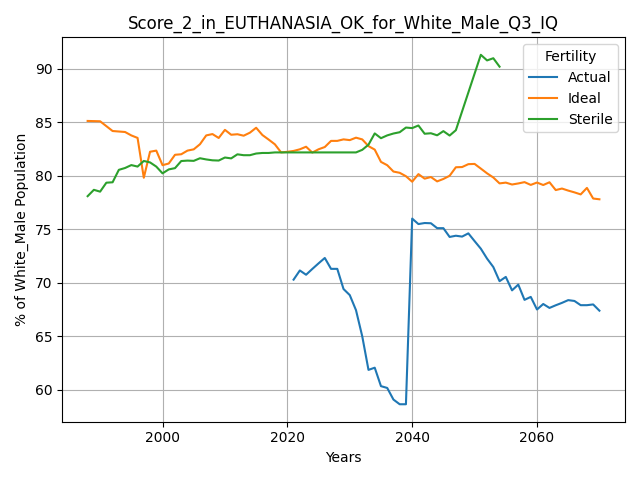 Score_2_in_EUTHANASIA_OK_for_White_Male_Q3_IQ
Fertility
Actual
Ideal
Sterile
% of White_Male Population
90
85
80
75
70
65
60
2000
2020
2040
2060
Years